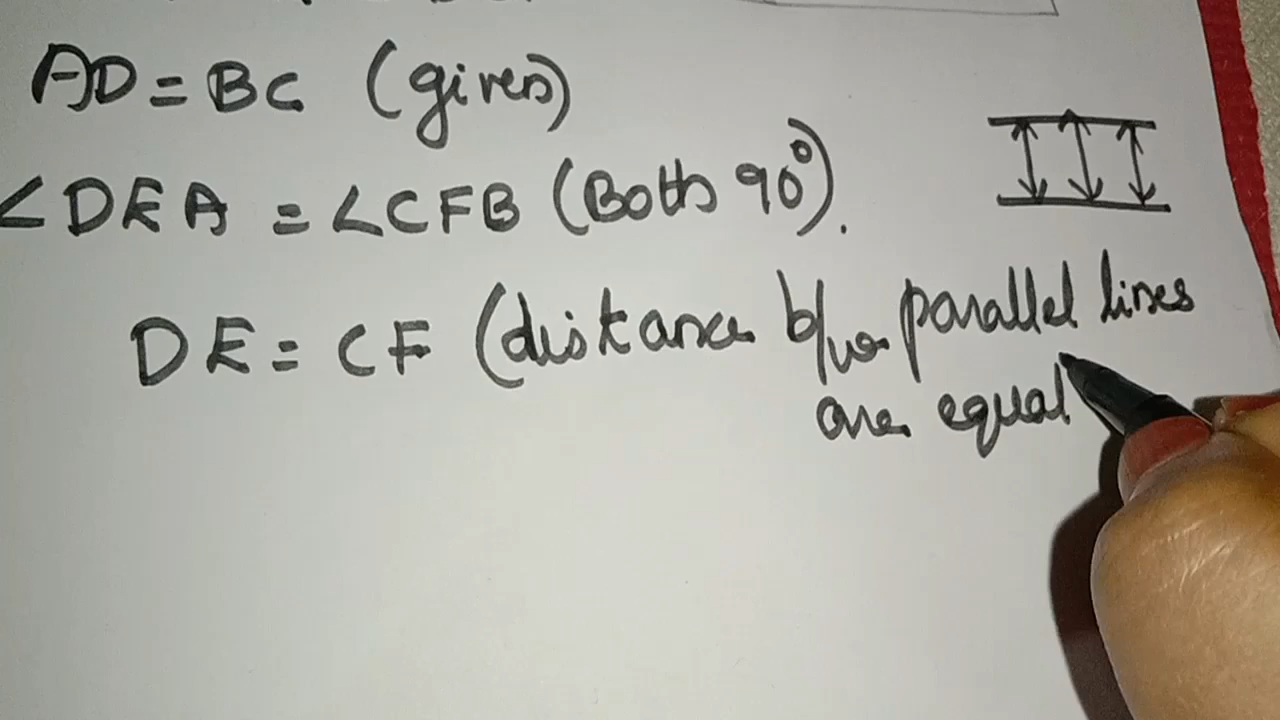 AD = BC (given)
∠DEA = ∠CFB (Both 90°).
DE = CF (distance b/w parallel lines
are equal